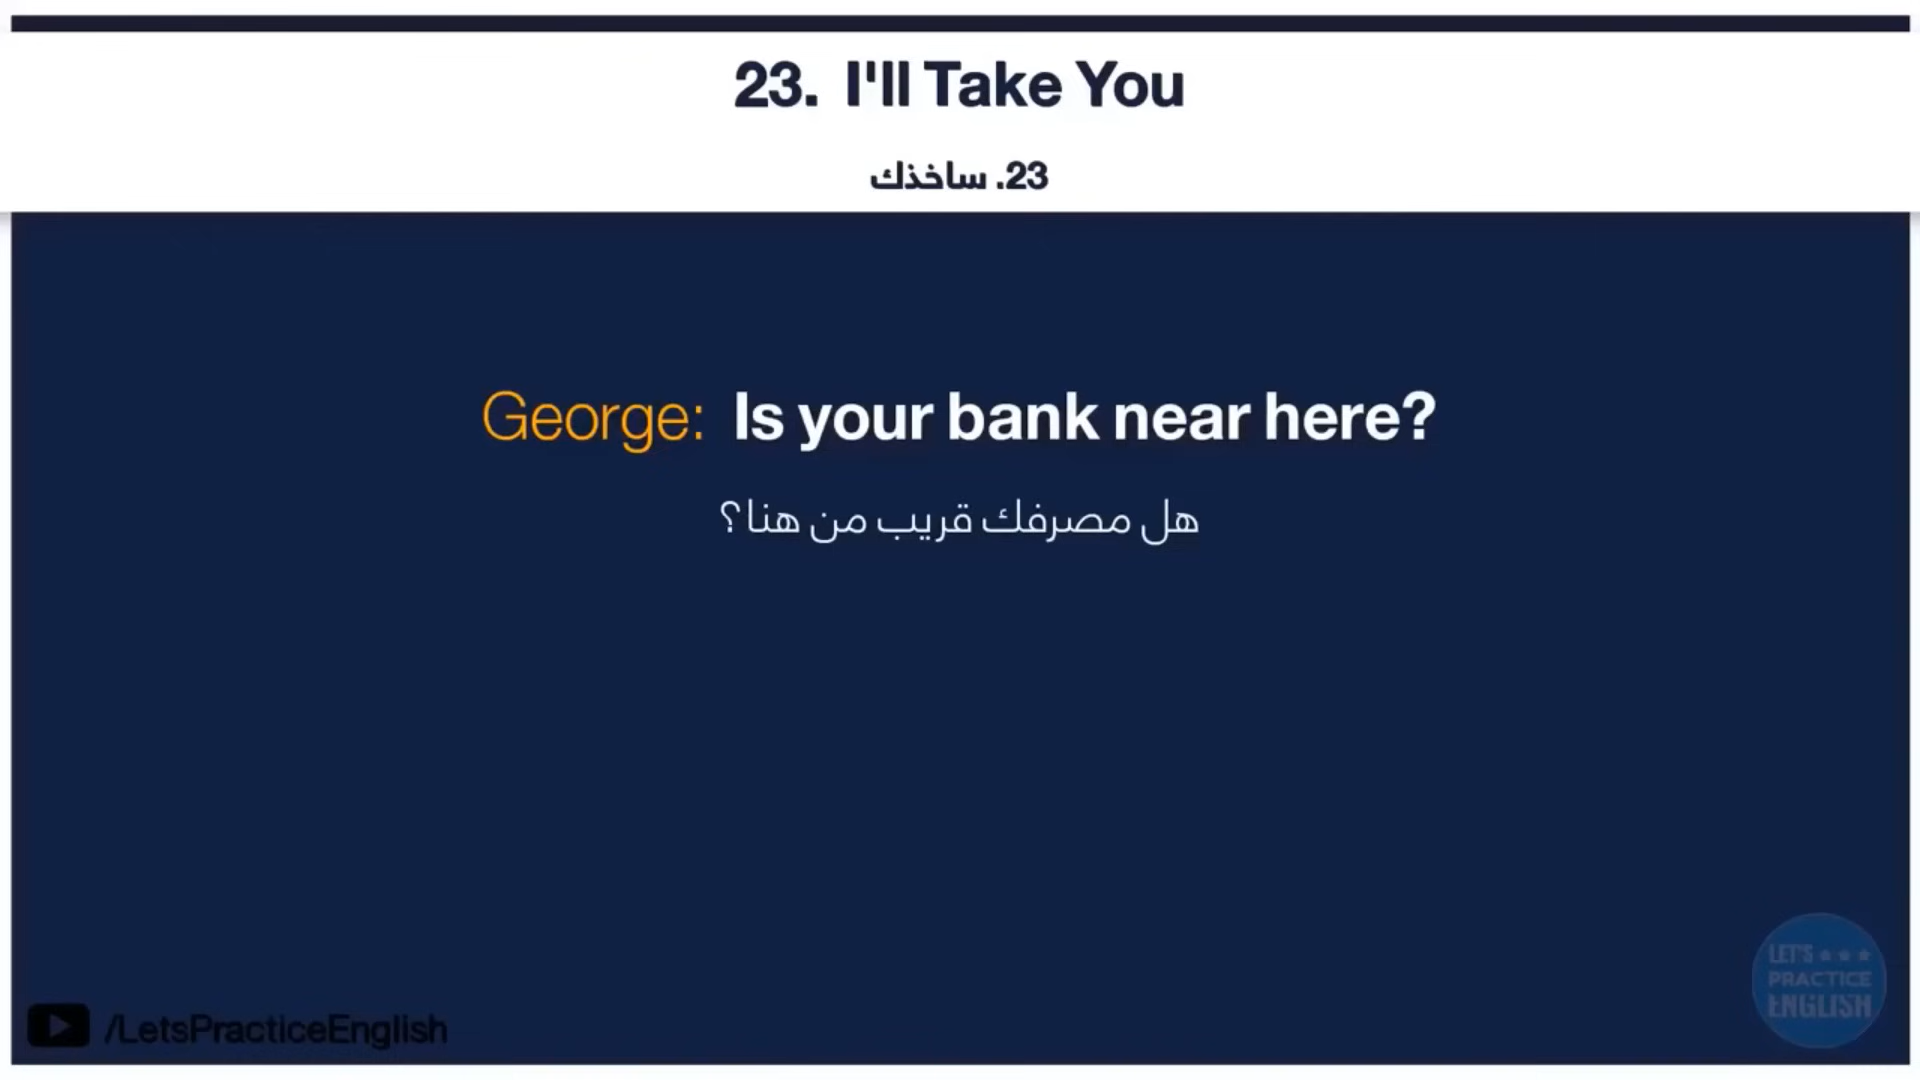 23. I'll Take You
23. ساخذك
George: Is your bank near here?
هل مصرفك قريب من هنا؟
/LetsPracticeEnglish
LET'S
PRACTICE
ENGLISH